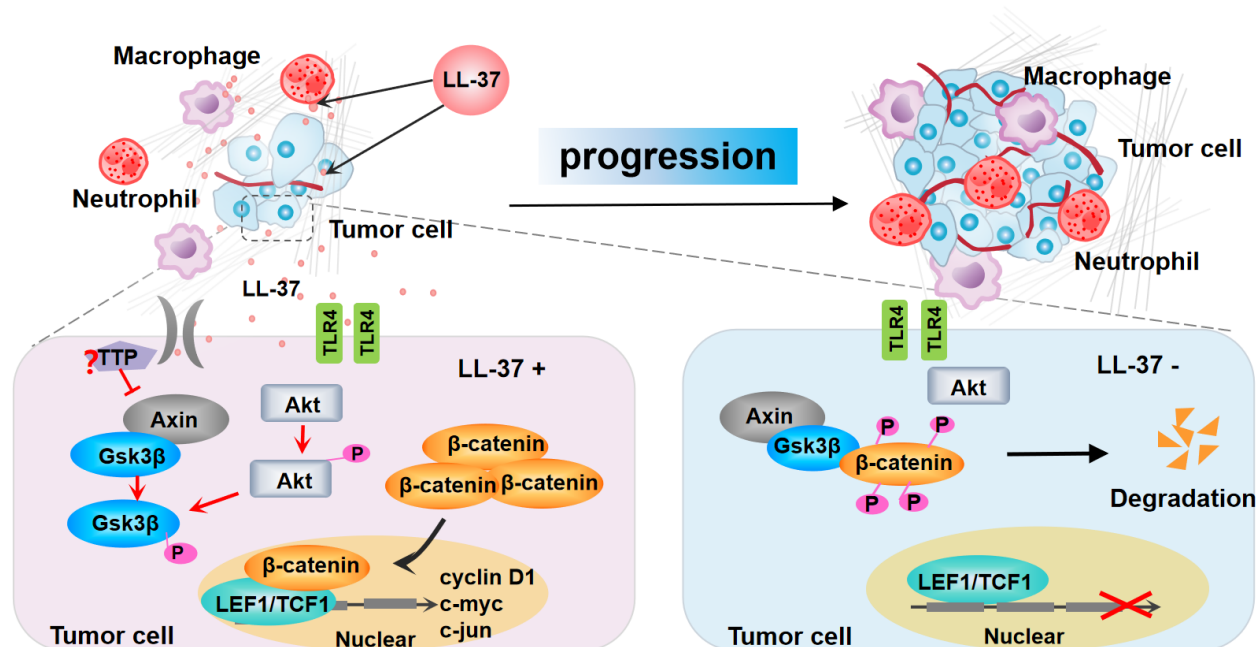 Macrophage
LL-37
Neutrophil
Tumor cell
progression
Macrophage
Tumor cell
Neutrophil
LL-37
TLR4
TLR4
LL-37 +
?
TTP
Axin
Gsk3β
Gsk3β
P
Akt
Akt
P
β-catenin
β-catenin
β-catenin
β-catenin
LEF1/TCF1
cyclin D1
c-myc
c-jun
Nuclear
Tumor cell
TLR4
TLR4
LL-37 -
Akt
Axin
Gsk3β
β-catenin
P
P
P
P
Degradation
LEF1/TCF1
Nuclear
Tumor cell